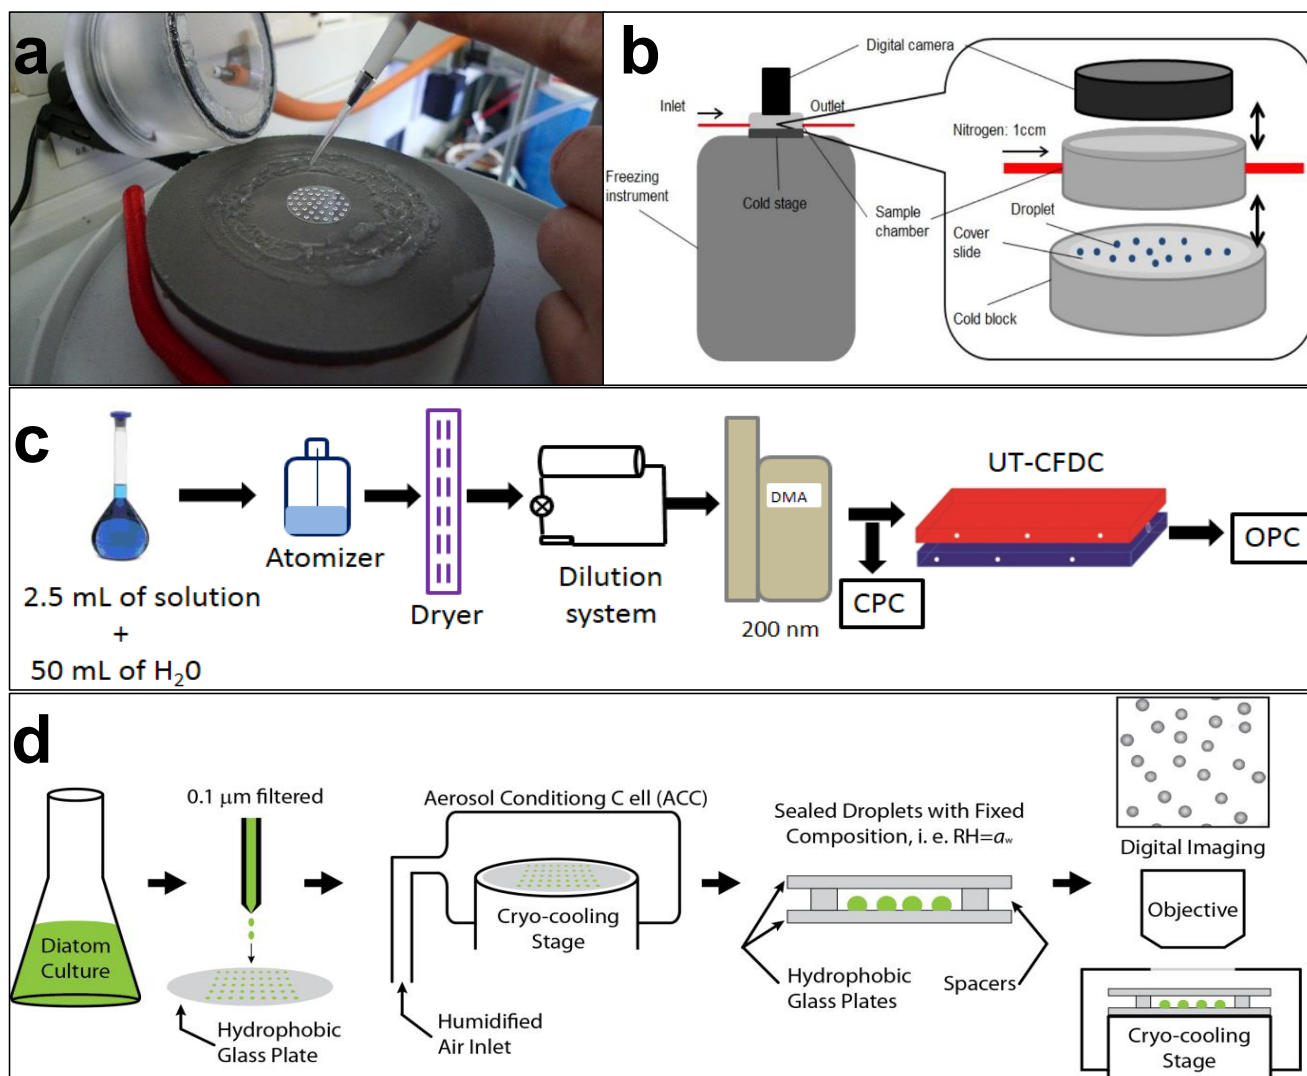 a
b
Digital camera
Inlet
Outlet
Nitrogen: 1ccm
Freezing
instrument
Cold stage
Sample
chamber
Droplet
Cover
slide
Cold block
c
UT-CFDC
DMA
OPC
Atomizer
2.5 mL of solution
+
50 mL of H₂0
Dryer
Dilution
system
CPC
200 nm
d
0.1 μm filtered
Aerosol Conditiong C ell (ACC)
Sealed Droplets with Fixed
Composition, i. e. RH=aw
Digital Imaging
Objective
Diatom
Culture
Cryo-cooling
Stage
Hydrophobic
Glass Plates
Spacers
Hydrophobic
Glass Plate
Humidified
Air Inlet
Cryo-cooling
Stage